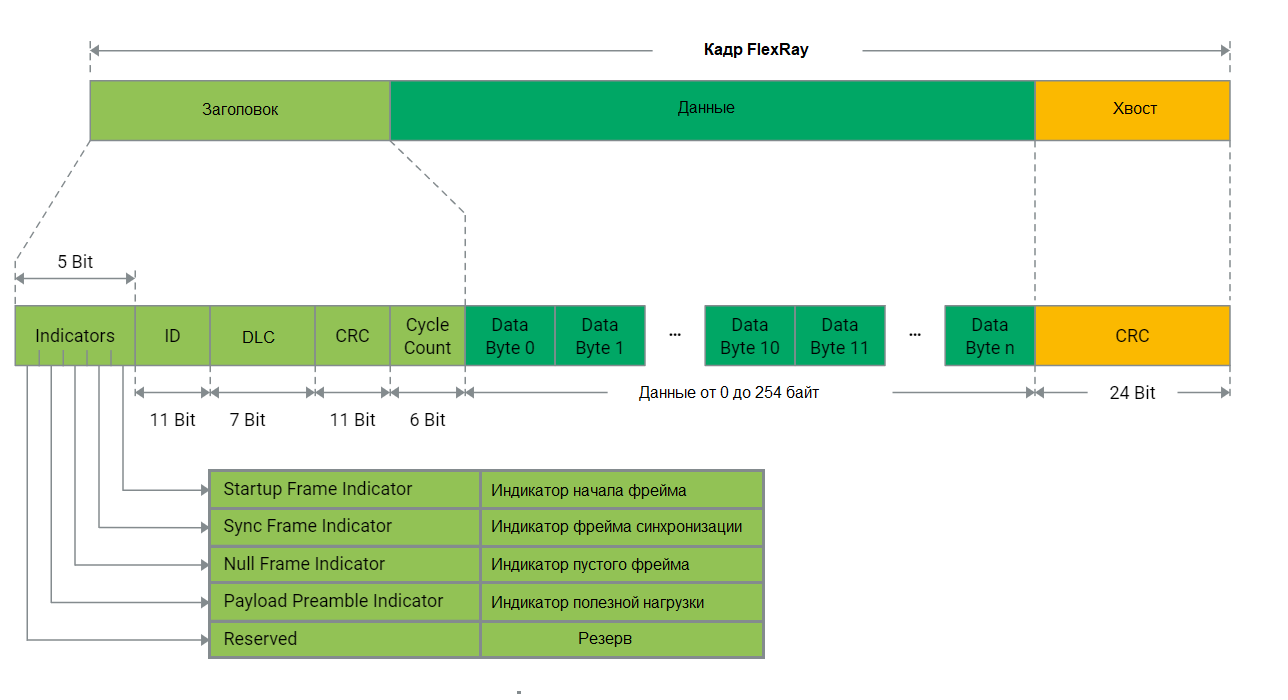 Кадр FlexRay
Заголовок
Данные
Хвост
5 Bit
Indicators
ID
DLC
CRC
Cycle
Count
Data
Byte 0
Data
Byte 1
...
Data
Byte 10
Data
Byte 11
...
Data
Byte n
CRC
11 Bit
7 Bit
11 Bit
6 Bit
Данные от 0 до 254 байт
24 Bit
Startup Frame Indicator
Индикатор начала фрейма
Sync Frame Indicator
Индикатор фрейма синхронизации
Null Frame Indicator
Индикатор пустого фрейма
Payload Preamble Indicator
Индикатор полезной нагрузки
Reserved
Резерв